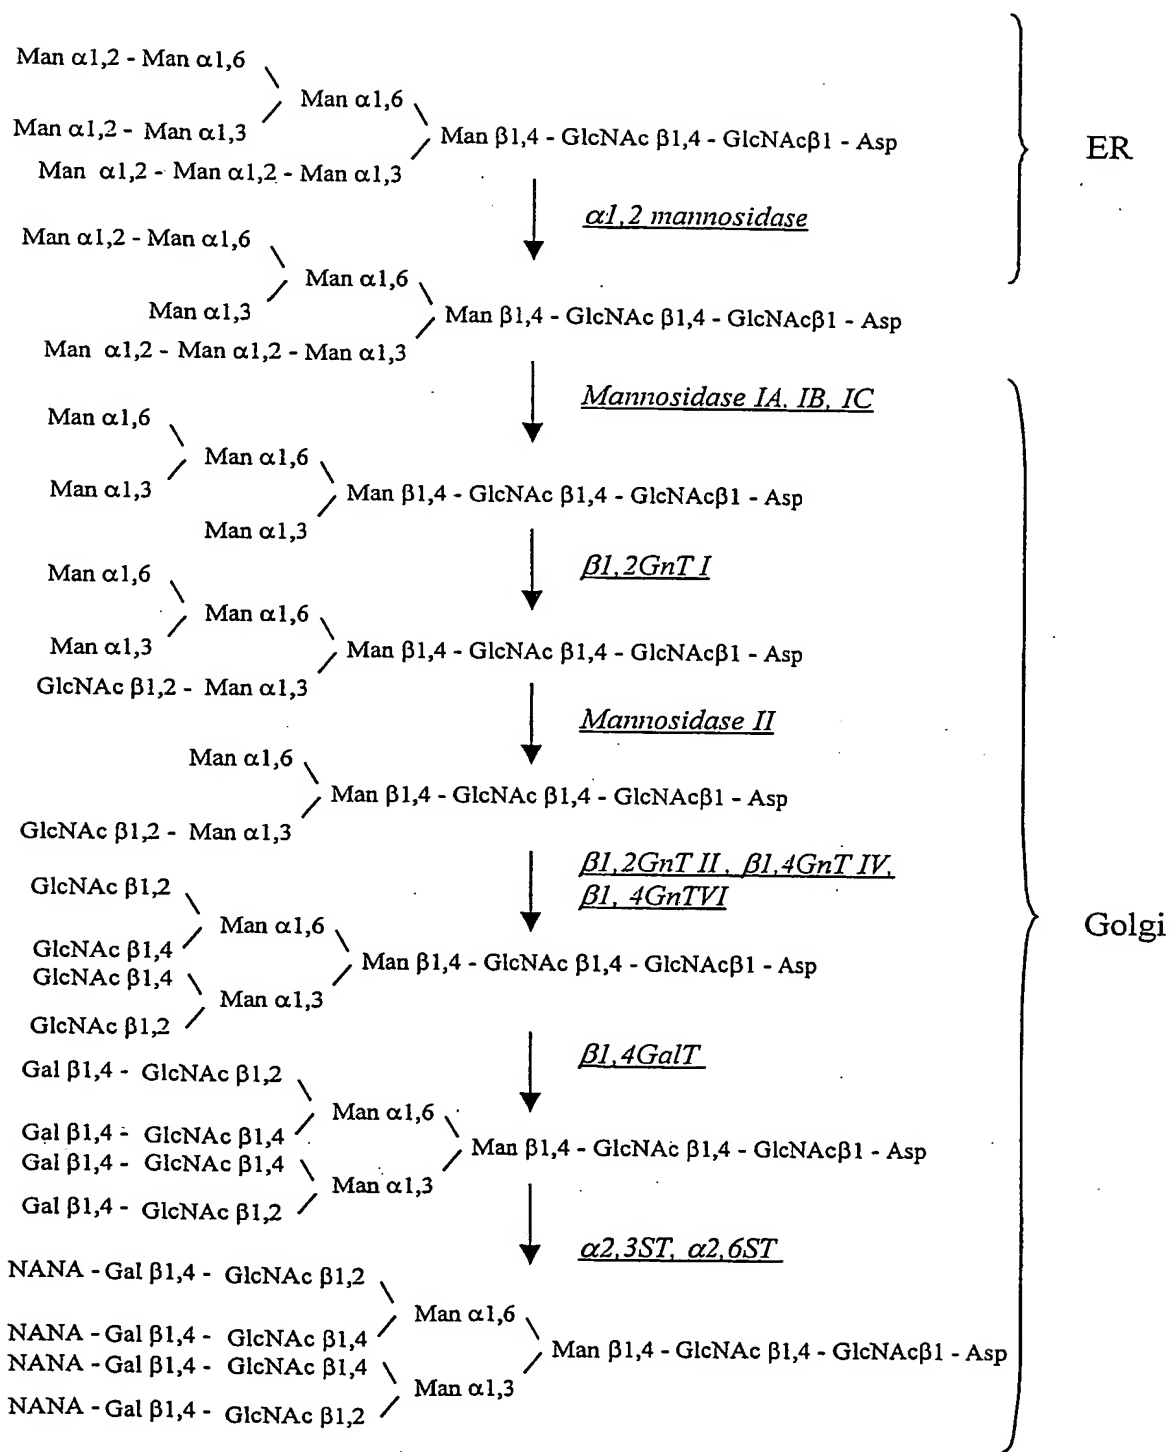 Man α1,2 - Man α1,6
Man α1,6
Man α1,2 - Man α1,3
Man β1,4 - GlcNAc β1,4 - GlcNAcβ1 - Asp
Man α1,2 - Man α1,2 - Man α1,3
ER
α1,2 mannosidase
Man α1,2 - Man α1,6
Man α1,6
Man α1,3
Man β1,4 - GlcNAc β1,4 - GlcNAcβ1 - Asp
Man α1,2 - Man α1,2 - Man α1,3
Mannosidase IA. IB, IC
Man α1,6
Man α1,6
Man α1,3
Man β1,4 - GlcNAc β1,4 - GlcNAcβ1 - Asp
Man α1,3
β1,2GnT I
Man α1,6
Man α1,6
Man α1,3
Man β1,4 - GlcNAc β1,4 - GlcNAcβ1 - Asp
GlcNAc β1,2 - Man α1,3
Mannosidase II
Man α1,6
Man β1,4 - GlcNAc β1,4 - GlcNAcβ1 - Asp
GlcNAc β1,2 - Man α1,3
β1,2GnT II, β1,4GnT IV,
β1, 4GnTVI
GlcNAc β1,2
Man α1,6
GlcNAc β1,4
Man β1,4 - GlcNAc β1,4 - GlcNAcβ1 - Asp
GlcNAc β1,4
Man α1,3
GlcNAc β1,2
Golgi
β1,4GalT
Gal β1,4 - GlcNAc β1,2
Man α1,6
Gal β1,4 - GlcNAc β1,4
Man β1,4 - GlcNAc β1,4 - GlcNAcβ1 - Asp
Gal β1,4 - GlcNAc β1,4
Man α1,3
Gal β1,4 - GlcNAc β1,2
α2,3ST, α2,6ST
NANA - Gal β1,4 - GlcNAc β1,2
Man α1,6
NANA - Gal β1,4 - GlcNAc β1,4
Man β1,4 - GlcNAc β1,4 - GlcNAcβ1 - Asp
NANA - Gal β1,4 - GlcNAc β1,4
Man α1,3
NANA - Gal β1,4 - GlcNAc β1,2